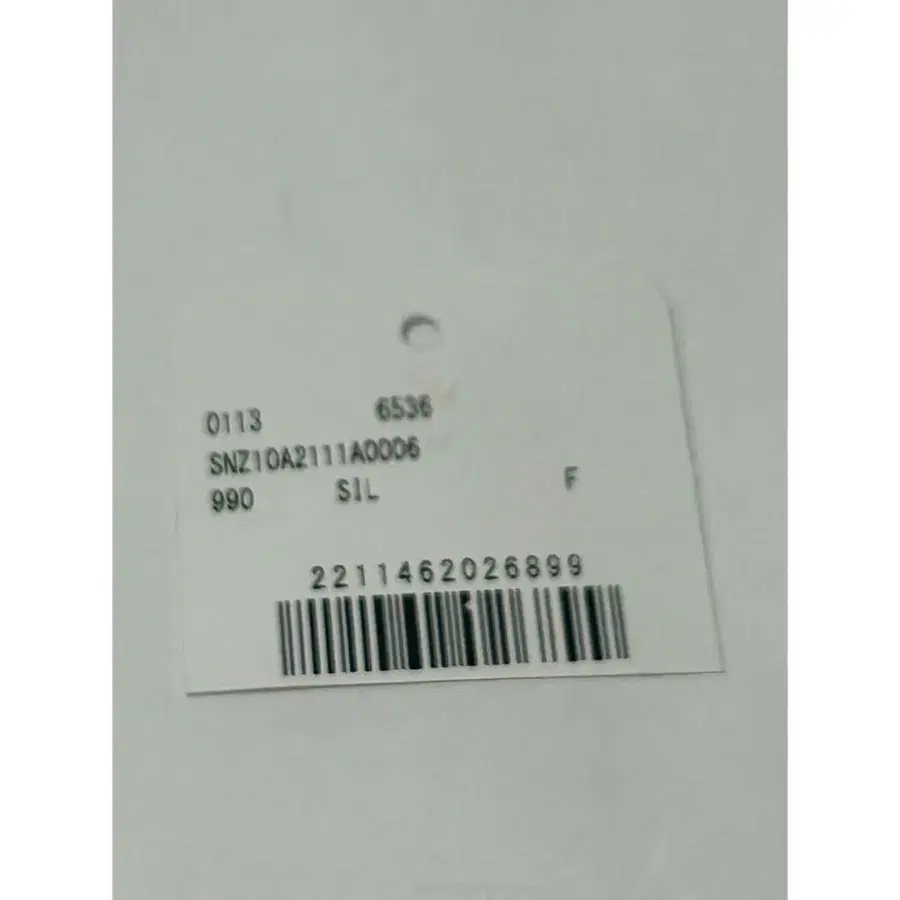 0113 6536
SNZ10A2111A0006
990 SIL F
2211462026899